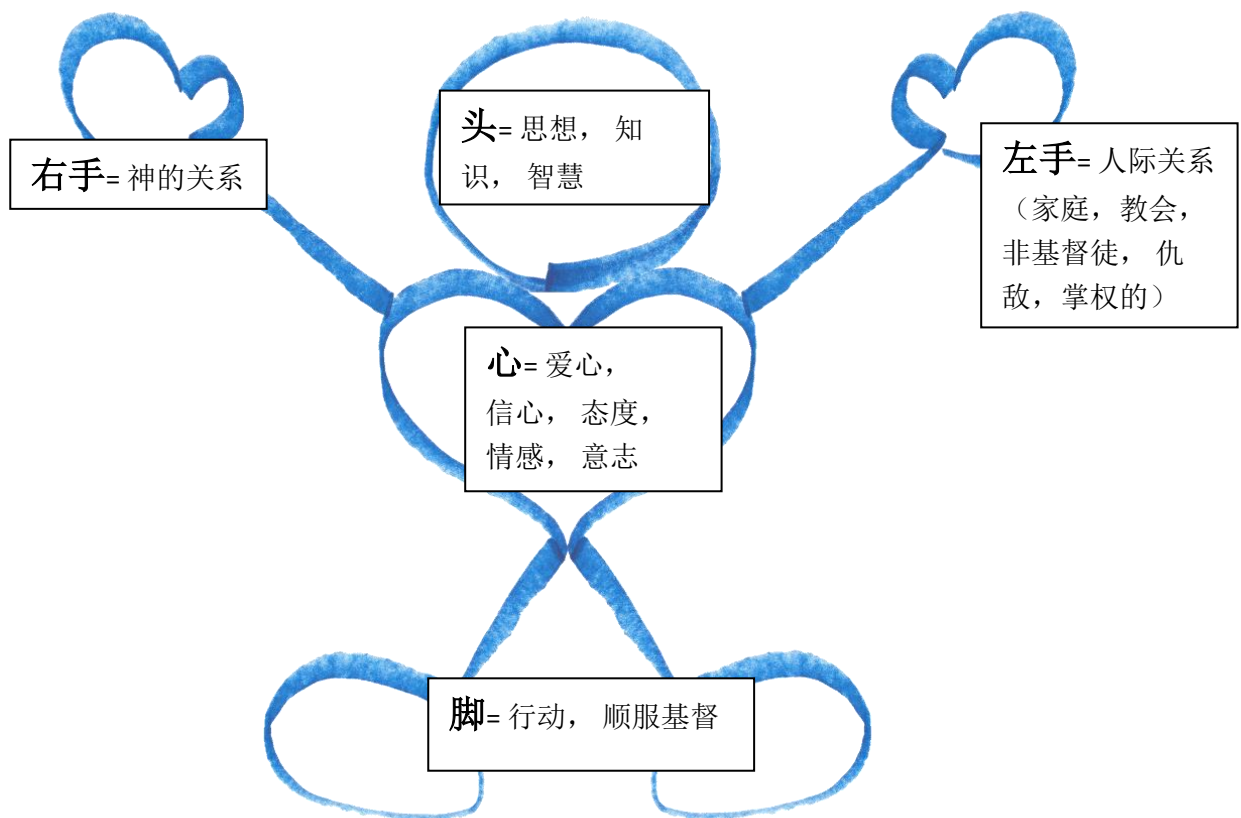 头= 思想， 知
识， 智慧
右手= 神的关系
左手= 人际关系
（家庭，教会，
非基督徒， 仇
敌，掌权的）
心= 爱心，
信心， 态度，
情感， 意志
脚= 行动， 顺服基督